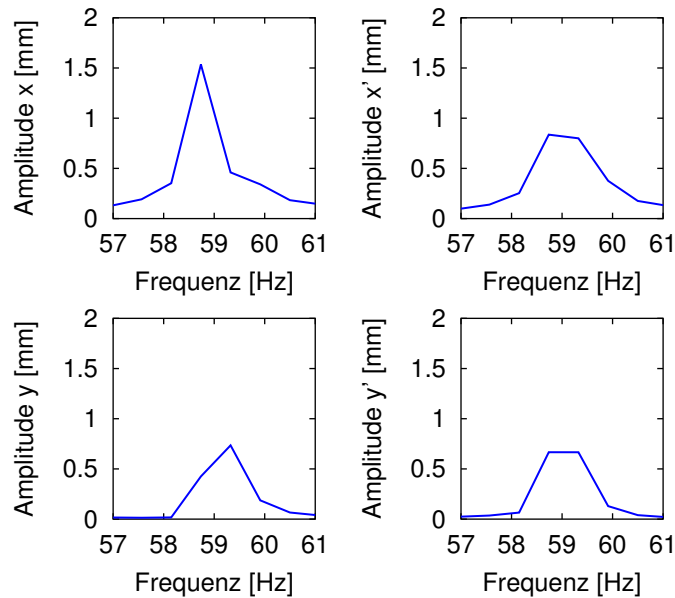 Amplitude x [mm]
2
1.5
1
0.5
0
57 58 59 60 61
Frequenz [Hz]
Amplitude x' [mm]
2
1.5
1
0.5
0
57 58 59 60 61
Frequenz [Hz]
Amplitude y [mm]
2
1.5
1
0.5
0
57 58 59 60 61
Frequenz [Hz]
Amplitude y' [mm]
2
1.5
1
0.5
0
57 58 59 60 61
Frequenz [Hz]